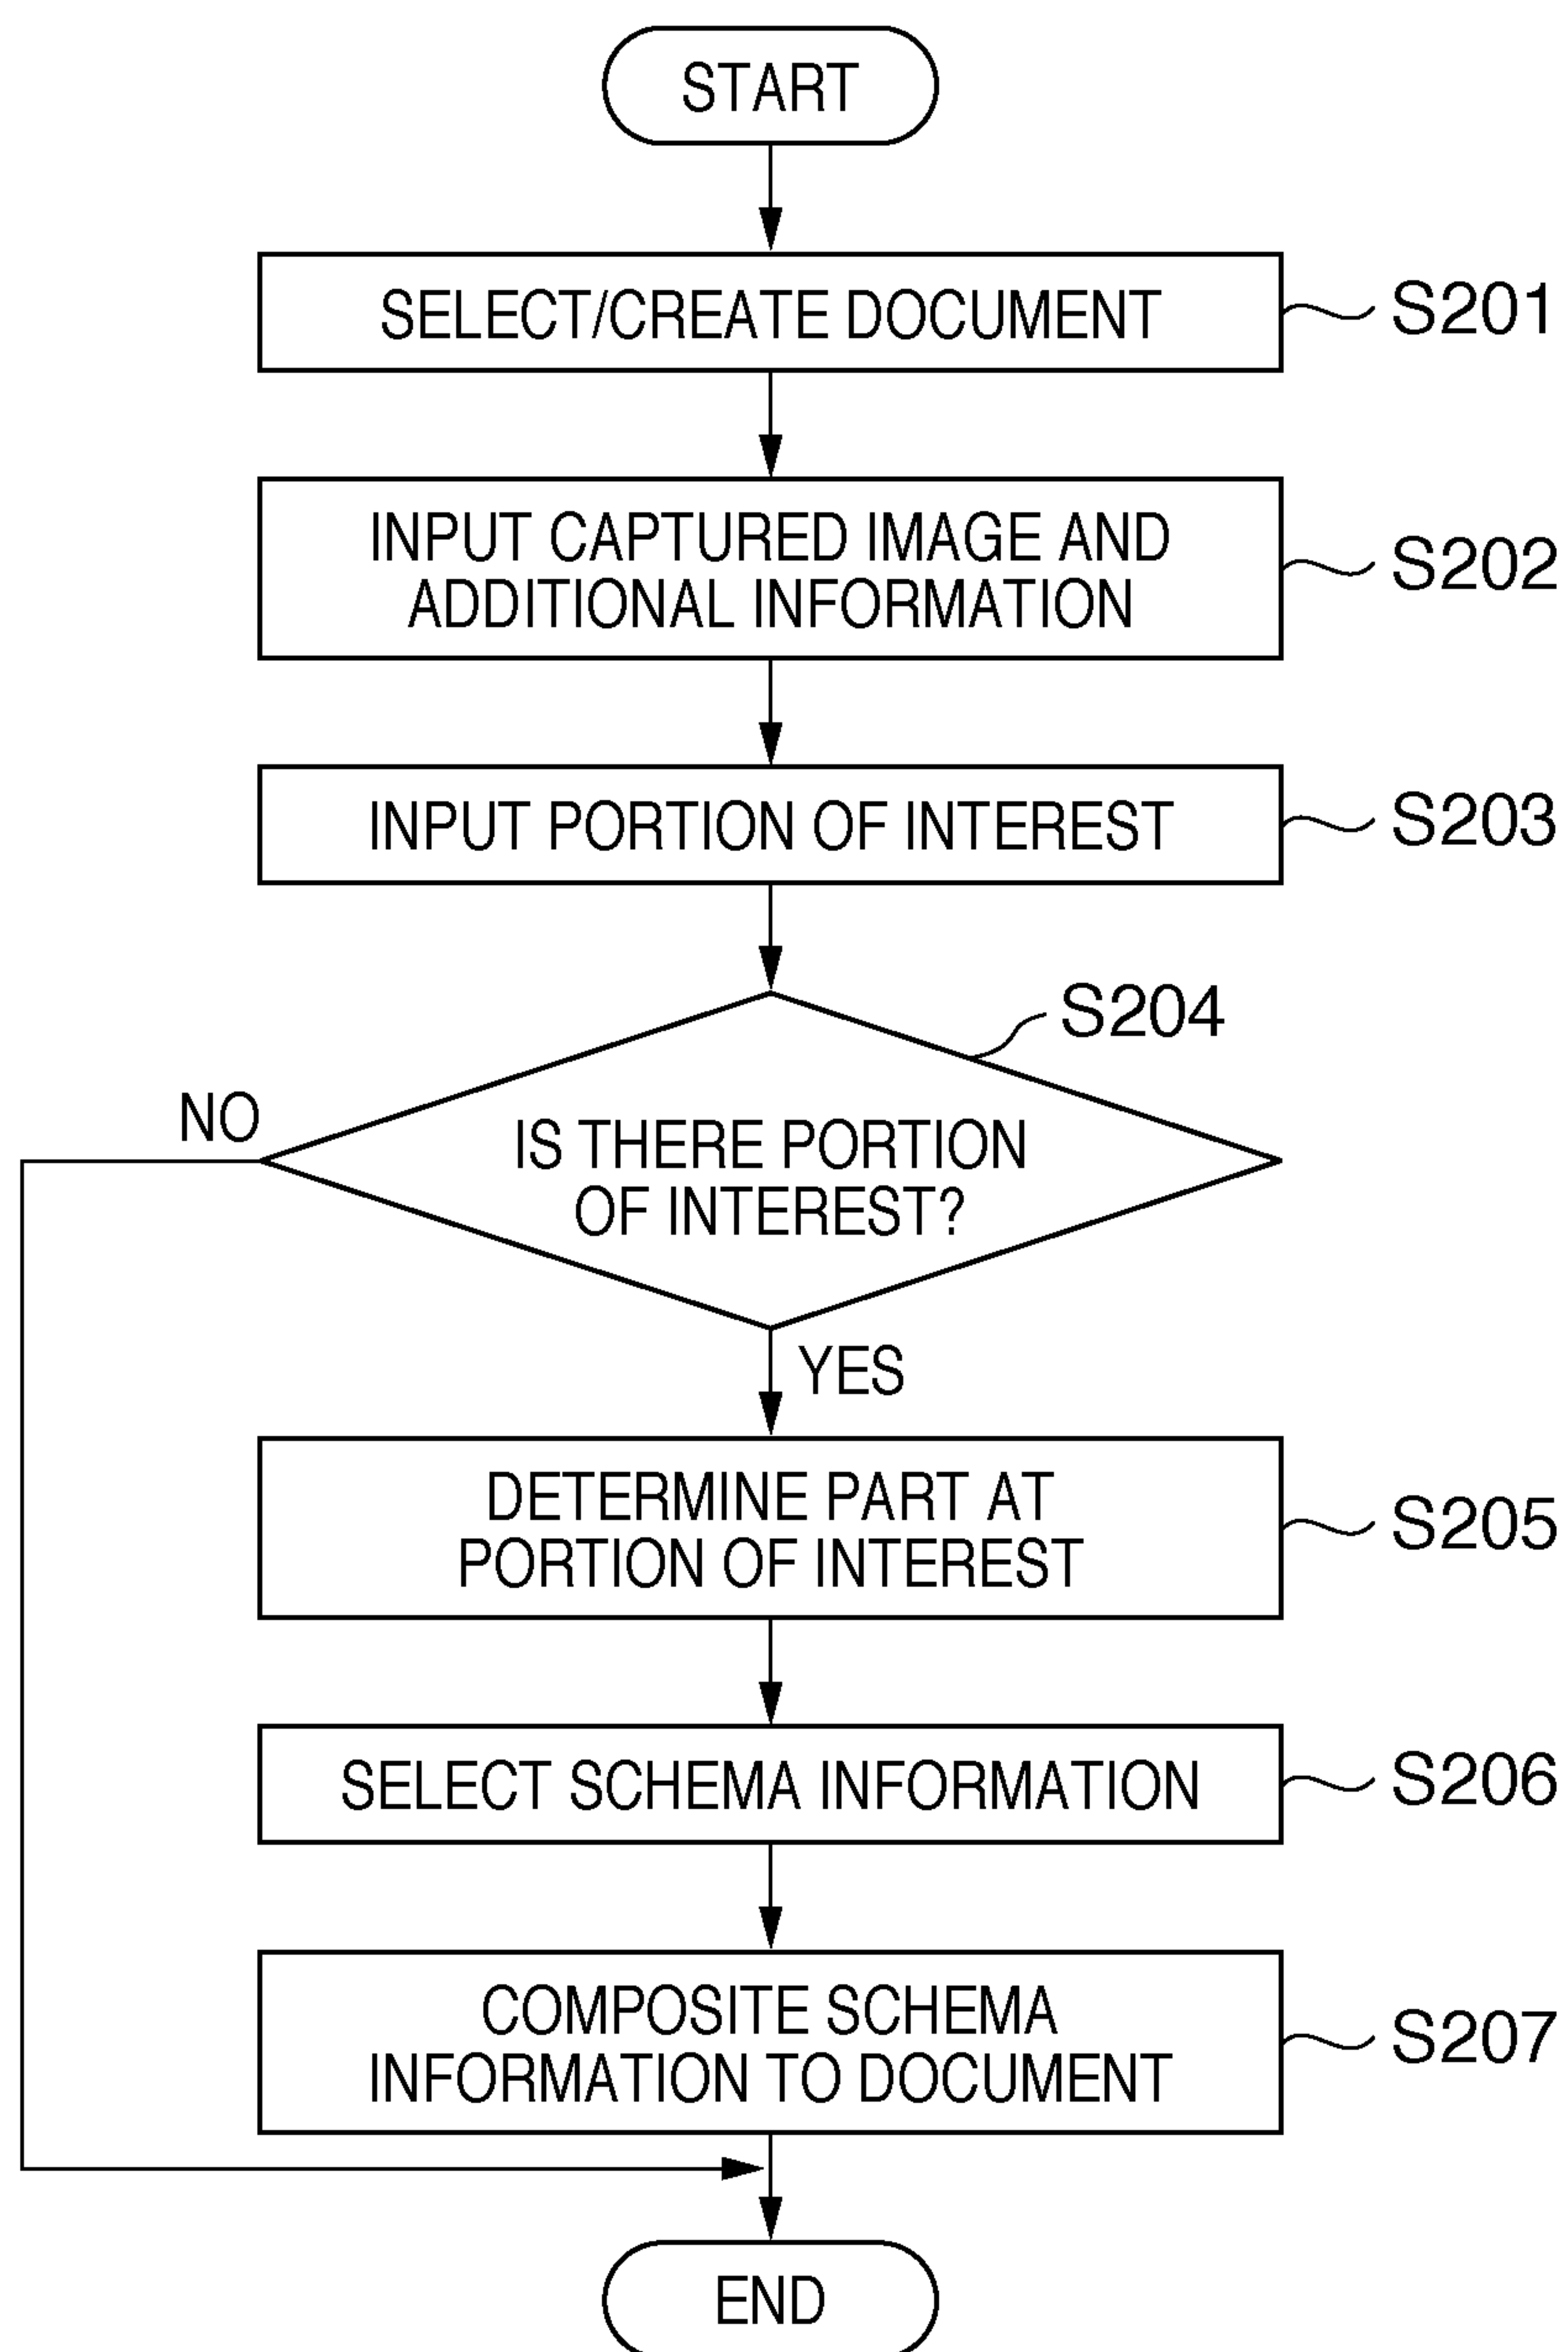 START
SELECT/CREATE DOCUMENT
S201
INPUT CAPTURED IMAGE AND
ADDITIONAL INFORMATION
S202
INPUT PORTION OF INTEREST
S203
S204
NO
IS THERE PORTION
OF INTEREST?
YES
DETERMINE PART AT
PORTION OF INTEREST
S205
SELECT SCHEMA INFORMATION
S206
COMPOSITE SCHEMA
INFORMATION TO DOCUMENT
S207
END